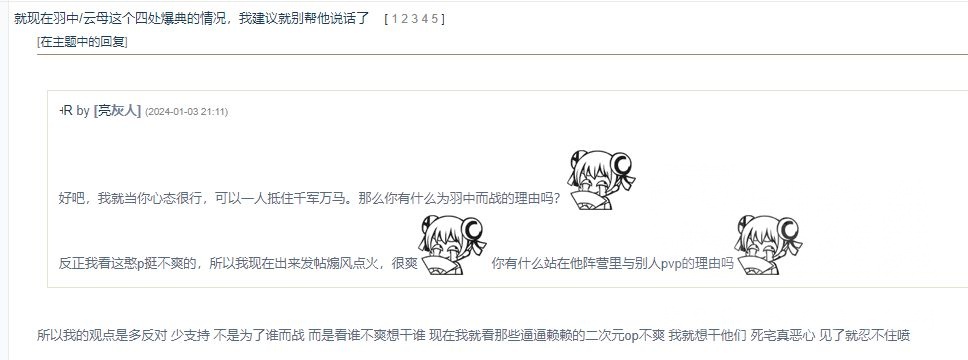 就现在羽中/云母这个四处爆典的情况，我建议就别帮他说话了 [ 1 2 3 4 5 ]
[在主题中的回复]
R by [亮灰人] (2024-01-03 21:11)
好吧，我就当你心态很行，可以一人抵住千军万马。那么你有什么为羽中而战的理由吗？
反正我看这憨p挺不爽的，所以我现在出来发帖煽风点火，很爽 你有什么站在他阵营里与别人pvp的理由吗
所以我的观点是多反对 少支持 不是为了谁而战 而是看谁不爽想干谁 现在我就看那些逼逼赖赖的二次元op不爽 我就想干他们 死宅真恶心 见了就忍不住喷